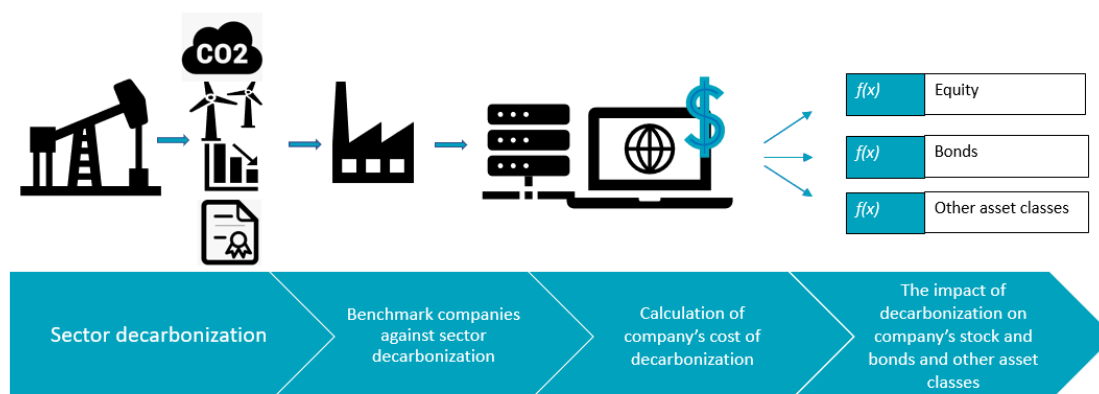 CO2
$
f(x) Equity
f(x) Bonds
f(x) Other asset classes
Sector decarbonization
Benchmark companies
against sector
decarbonization
Calculation of
company’s cost of
decarbonization
The impact of
decarbonization on
company’s stock and
bonds and other asset
classes